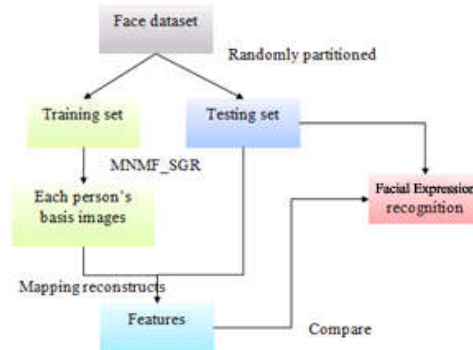 Face dataset
Randomly partitioned
Training set
Testing set
MNMF_SGR
Each person's
basis images
Facial Expression
recognition
Mapping reconstructs
Features
Compare